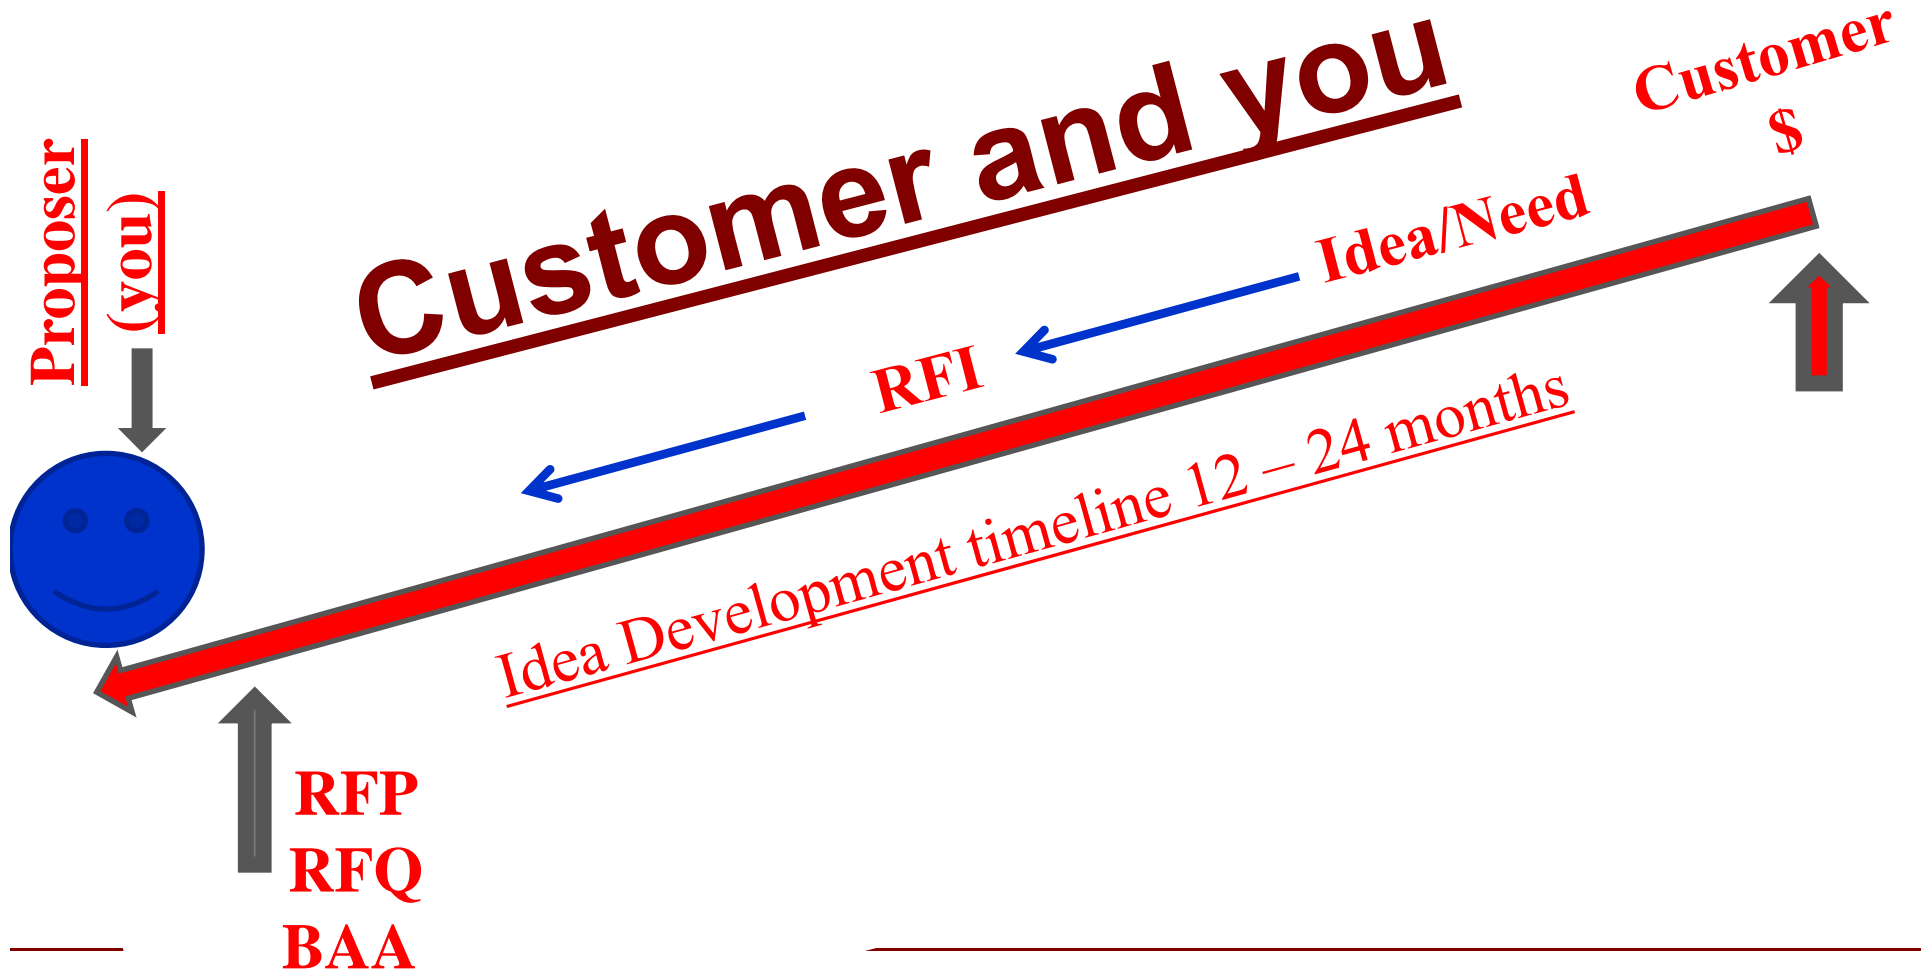 Customer and you
Customer
$
Proposer
(you)
Idea/Need
RFI
Idea Development timeline 12 – 24 months
RFP
RFQ
BAA